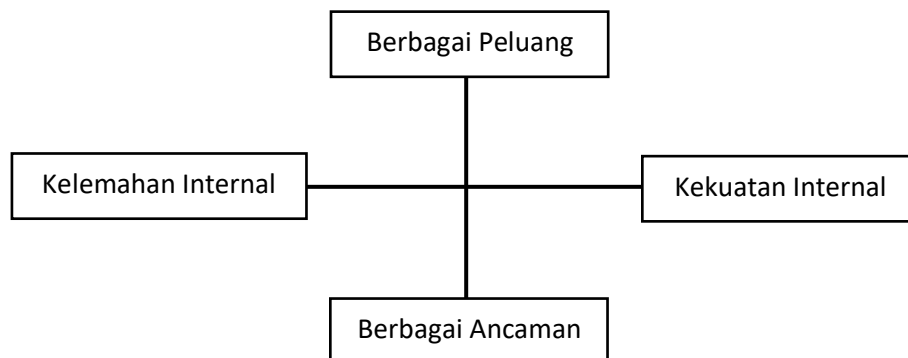 Berbagai Peluang
Kelemahan Internal
Kekuatan Internal
Berbagai Ancaman